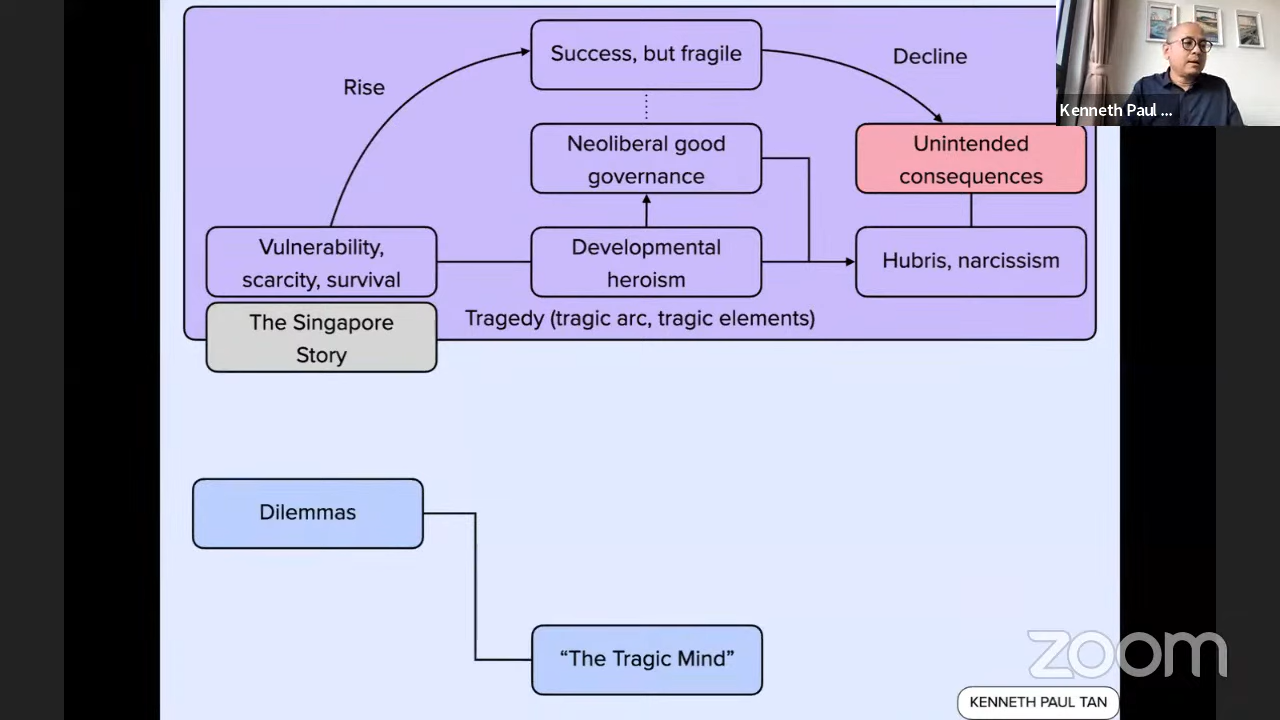 Success, but fragile
Decline
Rise
Kenneth Paul ...
Neoliberal good
governance
Unintended
consequences
Vulnerability,
scarcity, survival
Developmental
heroism
Hubris, narcissism
The Singapore
Story
Tragedy (tragic arc, tragic elements)
Dilemmas
“The Tragic Mind”
zoom
KENNETH PAUL TAN